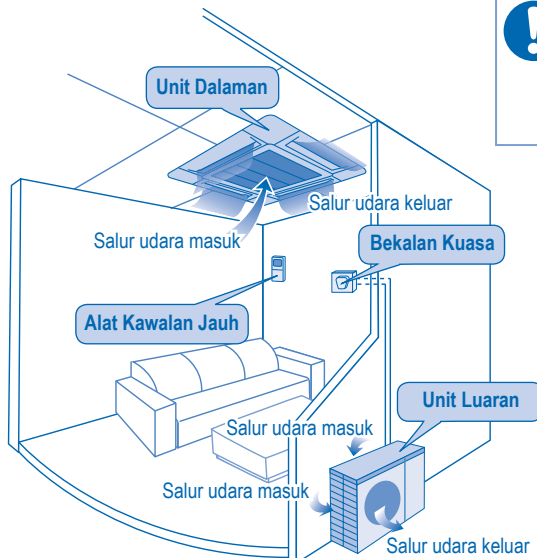 Unit Dalaman
Salur udara keluar
Salur udara masuk
Bekalan Kuasa
Alat Kawalan Jauh
Unit Luaran
Salur udara masuk
Salur udara masuk
Salur udara keluar